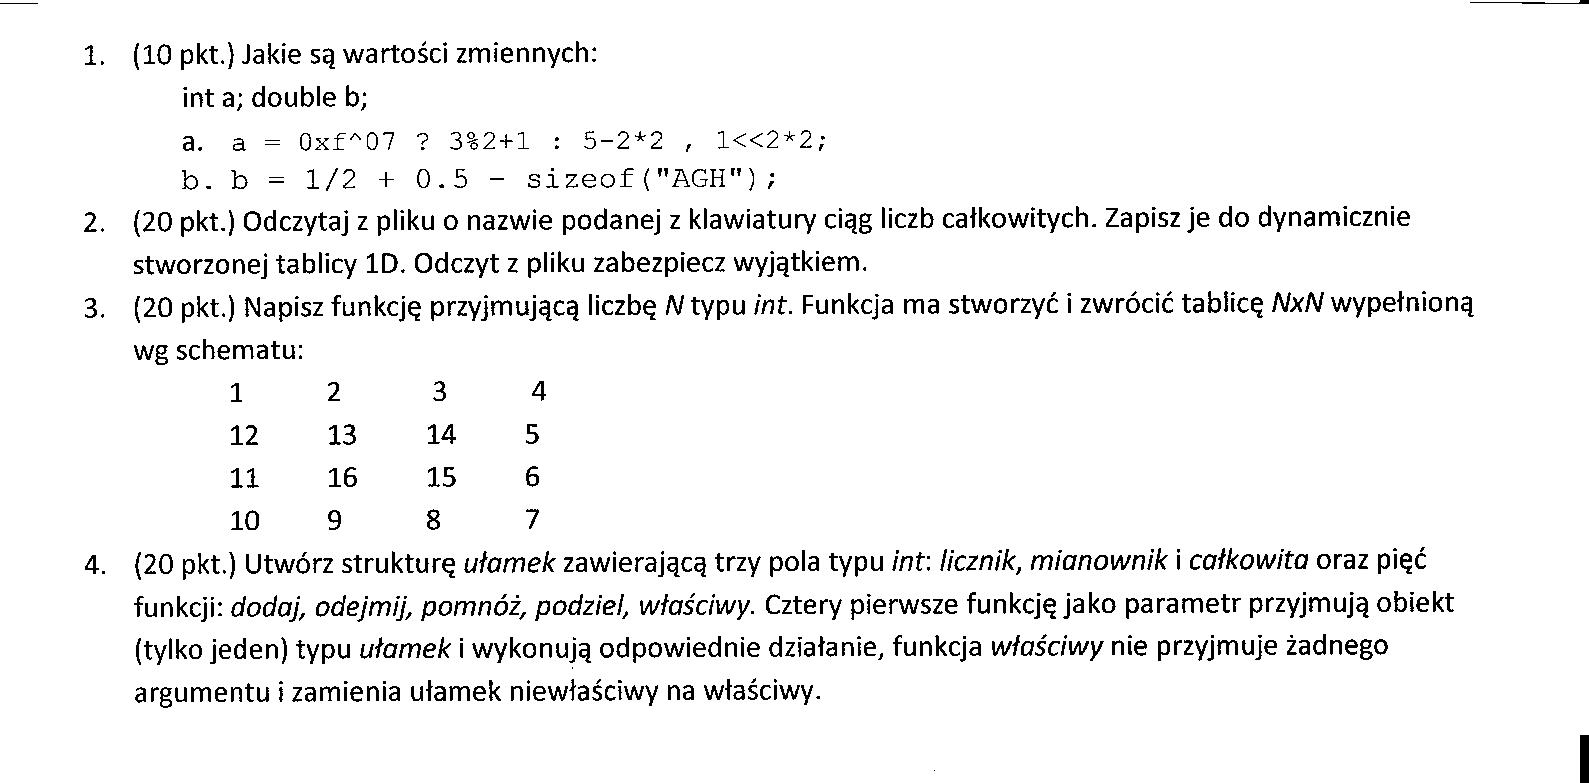 1. (10 pkt.) Jakie są wartości zmiennych:
int a; double b;
a. a = 0xf^07 ? 3%2+1 : 5-2*2 , 1<<2*2;
b. b = 1/2 + 0.5 - sizeof("AGH");
2. (20 pkt.) Odczytaj z pliku o nazwie podanej z klawiatury ciąg liczb całkowitych. Zapisz je do dynamicznie
stworzonej tablicy 1D. Odczyt z pliku zabezpiecz wyjątkiem.
3. (20 pkt.) Napisz funkcję przyjmującą liczbę N typu int. Funkcja ma stworzyć i zwrócić tablicę NxN wypełnioną
wg schematu:
1 2 3 4
12 13 14 5
11 16 15 6
10 9 8 7
4. (20 pkt.) Utwórz strukturę ułamek zawierającą trzy pola typu int: licznik, mianownik i całkowita oraz pięć
funkcji: dodaj, odejmij, pomnóż, podziel, właściwy. Cztery pierwsze funkcję jako parametr przyjmują obiekt
(tylko jeden) typu ułamek i wykonują odpowiednie działanie, funkcja właściwy nie przyjmuje żadnego
argumentu i zamienia ułamek niewłaściwy na właściwy.